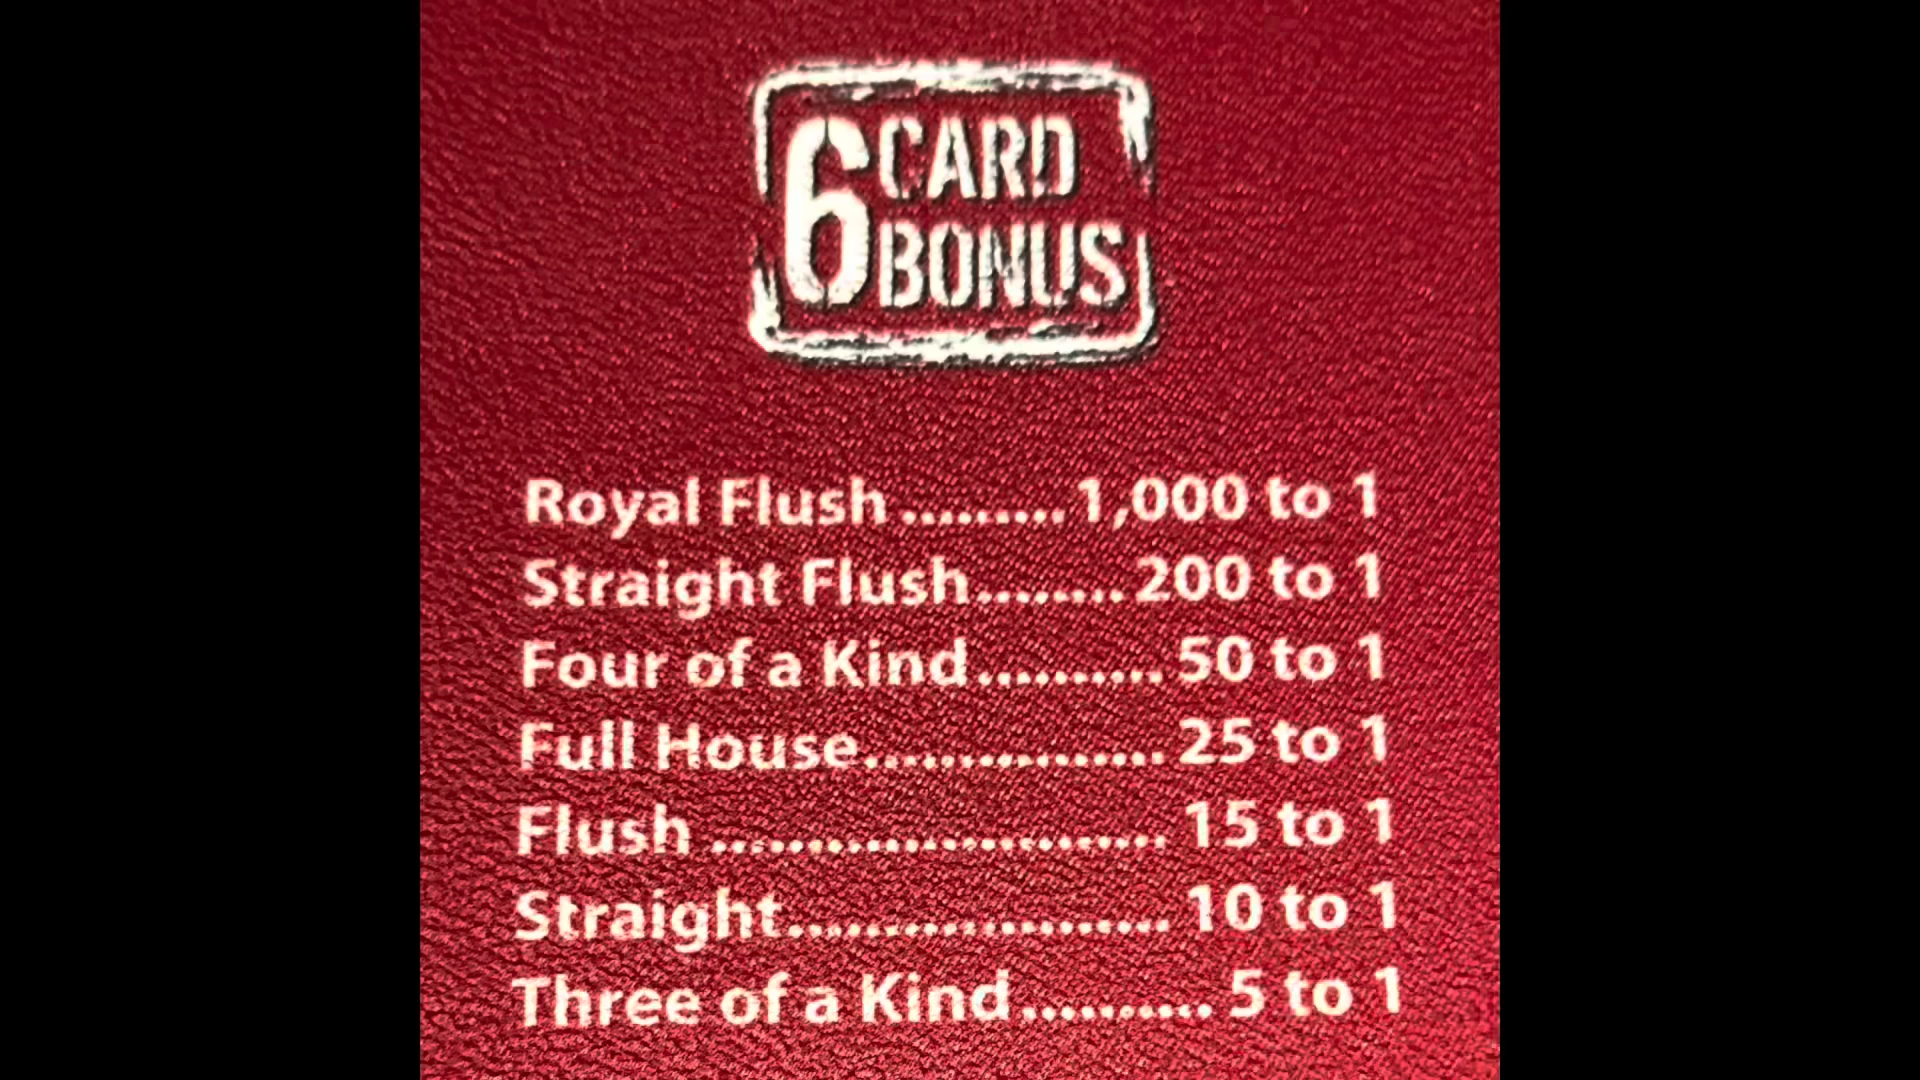 6 CARD
BONUS
Royal Flush.........1,000 to 1
Straight Flush........200 to 1
Four of a Kind..........50 to 1
Full House................25 to 1
Flush........................15 to 1
Straight....................10 to 1
Three of a Kind..........5 to 1